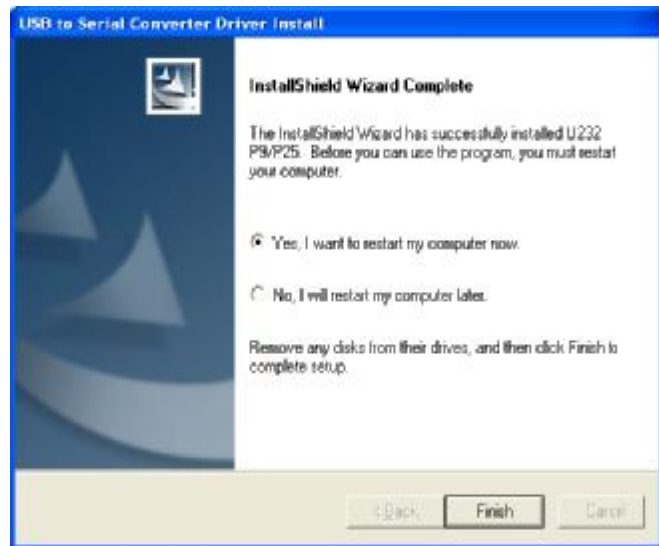 USB to Serial Converter Driver Install
InstallShield Wizard Complete
The InstallShield Wizard has successfully installed U232
P9/P25. Before you can use the program, you must restart
your computer.
Yes, I want to restart my computer now.
No, I will restart my computer later.
Remove any disks from their drives, and then click Finish to
complete setup.
< Back
Finish
Cancel